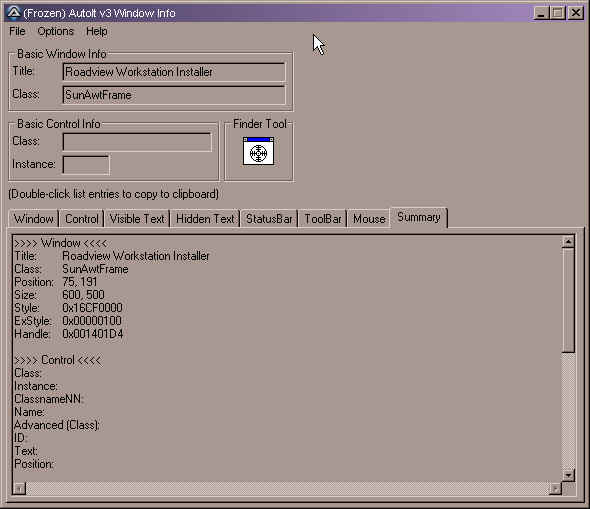 (Frozen) AutoIt v3 Window Info
File Options Help
Basic Window Info
Title: Roadview Workstation Installer
Class: SunAwtFrame
Basic Control Info
Finder Tool
Class:
Instance:
(Double-click list entries to copy to clipboard)
Window Control Visible Text Hidden Text StatusBar ToolBar Mouse Summary
>>>> Window <<<<
Title: Roadview Workstation Installer
Class: SunAwtFrame
Position: 75, 191
Size: 600, 500
Style: 0x16CF0000
ExStyle: 0x00000100
Handle: 0x001401D4
>>>> Control <<<<
Class:
Instance:
ClassnameNN:
Name:
Advanced (Class):
ID:
Text:
Position: